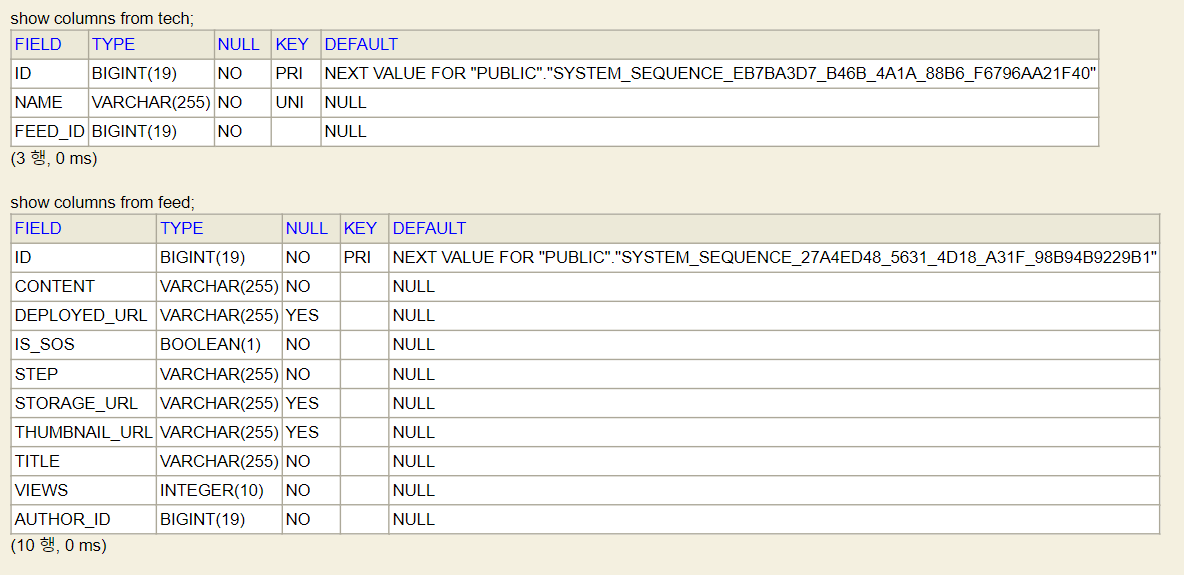 show columns from tech;
FIELD TYPE NULL KEY DEFAULT
ID BIGINT(19) NO PRI NEXT VALUE FOR "PUBLIC"."SYSTEM_SEQUENCE_EB7BA3D7_B46B_4A1A_88B6_F6796AA21F40"
NAME VARCHAR(255) NO UNI NULL
FEED_ID BIGINT(19) NO NULL
(3 행, 0 ms)
show columns from feed;
FIELD TYPE NULL KEY DEFAULT
ID BIGINT(19) NO PRI NEXT VALUE FOR "PUBLIC"."SYSTEM_SEQUENCE_27A4ED48_5631_4D18_A31F_98B94B9229B1"
CONTENT VARCHAR(255) NO NULL
DEPLOYED_URL VARCHAR(255) YES NULL
IS_SOS BOOLEAN(1) NO NULL
STEP VARCHAR(255) NO NULL
STORAGE_URL VARCHAR(255) YES NULL
THUMBNAIL_URL VARCHAR(255) YES NULL
TITLE VARCHAR(255) NO NULL
VIEWS INTEGER(10) NO NULL
AUTHOR_ID BIGINT(19) NO NULL
(10 행, 0 ms)